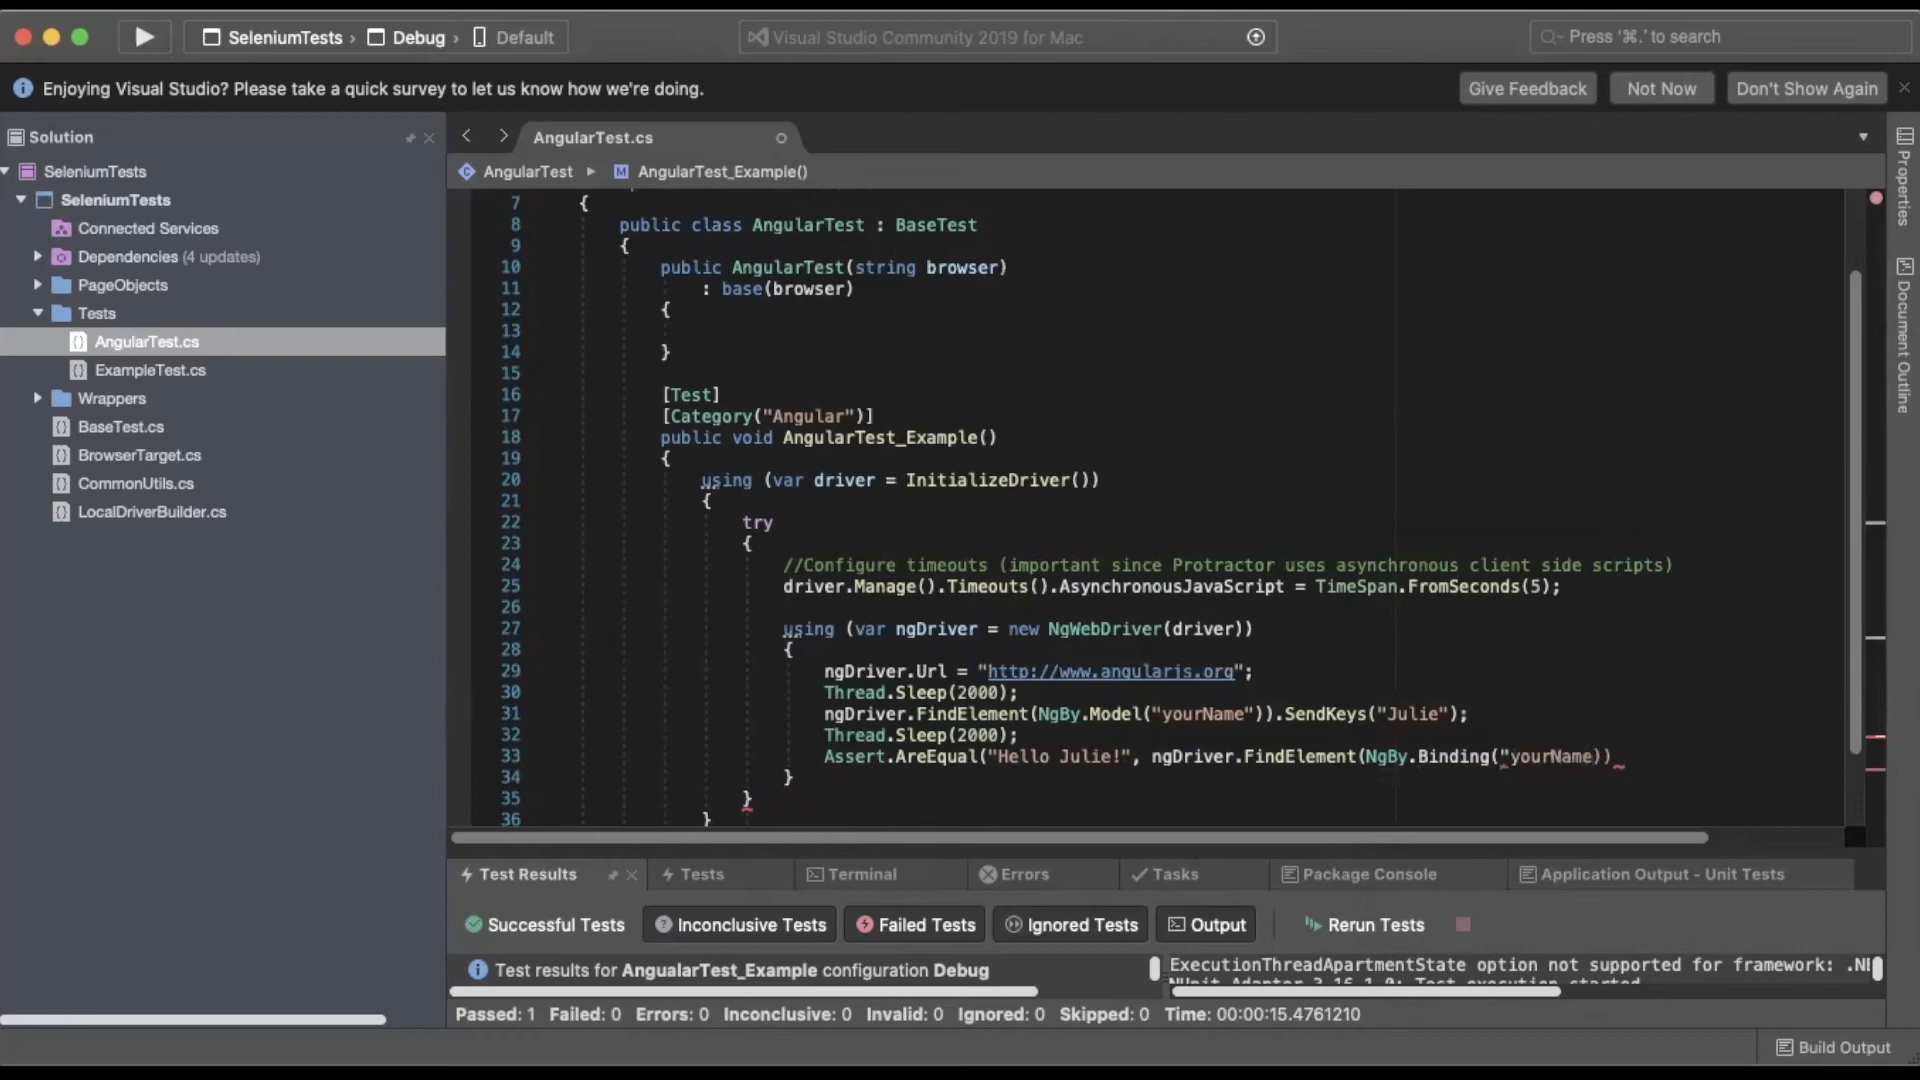 SeleniumTests › Debug › Default
Visual Studio Community 2019 for Mac
Press ‘⌘.’ to search
Enjoying Visual Studio? Please take a quick survey to let us know how we're doing.
Give Feedback
Not Now
Don't Show Again
Solution
SeleniumTests
SeleniumTests
Connected Services
Dependencies (4 updates)
PageObjects
Tests
AngularTest.cs
ExampleTest.cs
Wrappers
BaseTest.cs
BrowserTarget.cs
CommonUtils.cs
LocalDriverBuilder.cs
AngularTest.cs
AngularTest ▸ M AngularTest_Example()
7 {
8 public class AngularTest : BaseTest
9 {
10 public AngularTest(string browser)
11 : base(browser)
12 {
13
14 }
15
16 [Test]
17 [Category("Angular")]
18 public void AngularTest_Example()
19 {
20 using (var driver = InitializeDriver())
21 {
22 try
23 {
24 //Configure timeouts (important since Protractor uses asynchronous client side scripts)
25 driver.Manage().Timeouts().AsynchronousJavaScript = TimeSpan.FromSeconds(5);
26
27 using (var ngDriver = new NgWebDriver(driver))
28 {
29 ngDriver.Url = "http://www.angularjs.org";
30 Thread.Sleep(2000);
31 ngDriver.FindElement(NgBy.Model("yourName")).SendKeys("Julie");
32 Thread.Sleep(2000);
33 Assert.AreEqual("Hello Julie!", ngDriver.FindElement(NgBy.Binding("yourName))
34 }
35 }
36 }
Properties
Document Outline
Test Results
Tests
Terminal
Errors
Tasks
Package Console
Application Output - Unit Tests
Successful Tests
Inconclusive Tests
Failed Tests
Ignored Tests
Output
Rerun Tests
Test results for AngualarTest_Example configuration Debug
ExecutionThreadApartmentState option not supported for framework: .NE
NUnit Adapter 3.16.1.0: Test execution started
Passed: 1 Failed: 0 Errors: 0 Inconclusive: 0 Invalid: 0 Ignored: 0 Skipped: 0 Time: 00:00:15.4761210
Build Output